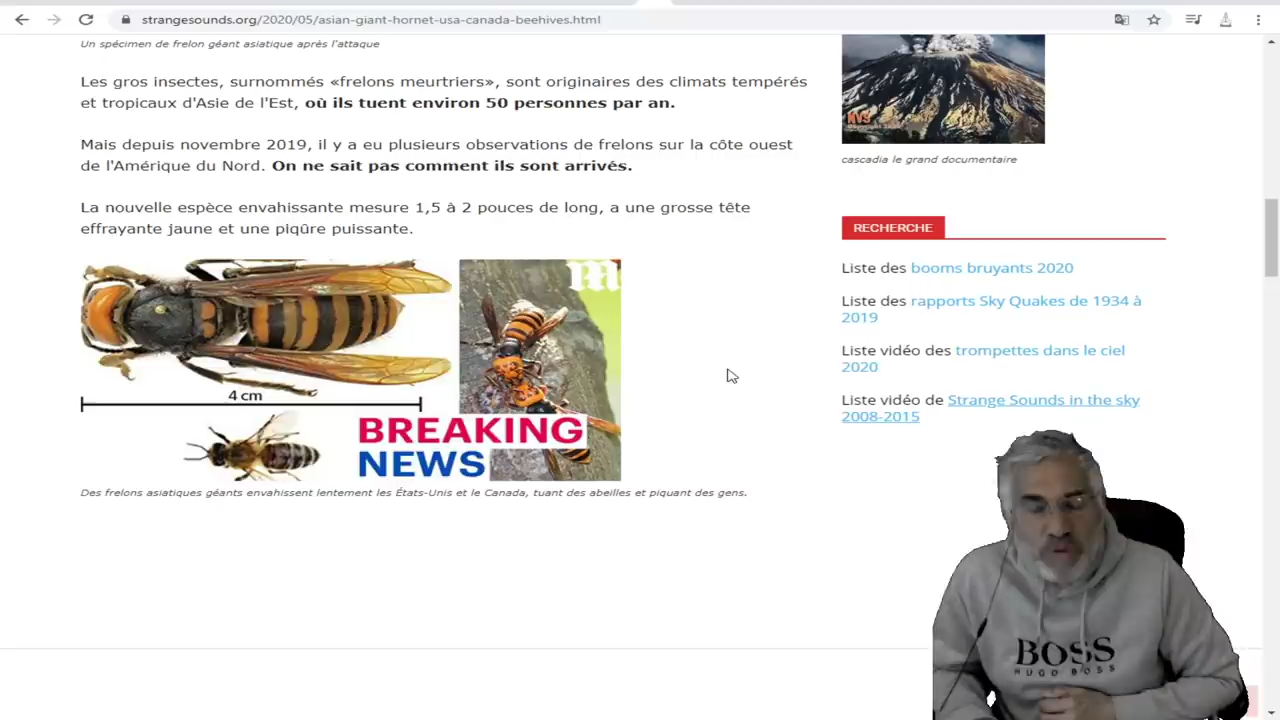 strangesounds.org/2020/05/asian-giant-hornet-usa-canada-beehives.html
Un spécimen de frelon géant asiatique après l'attaque
Les gros insectes, surnommés «frelons meurtriers», sont originaires des climats tempérés
et tropicaux d'Asie de l'Est, où ils tuent environ 50 personnes par an.
Mais depuis novembre 2019, il y a eu plusieurs observations de frelons sur la côte ouest
de l'Amérique du Nord. On ne sait pas comment ils sont arrivés.
La nouvelle espèce envahissante mesure 1,5 à 2 pouces de long, a une grosse tête
effrayante jaune et une piqûre puissante.
4 cm
M
BREAKING
NEWS
Des frelons asiatiques géants envahissent lentement les États-Unis et le Canada, tuant des abeilles et piquant des gens.
cascadia le grand documentaire
RECHERCHE
Liste des booms bruyants 2020
Liste des rapports Sky Quakes de 1934 à
2019
Liste vidéo des trompettes dans le ciel
2020
Liste vidéo de Strange Sounds in the sky
2008-2015
BOSS
HUGO BOSS